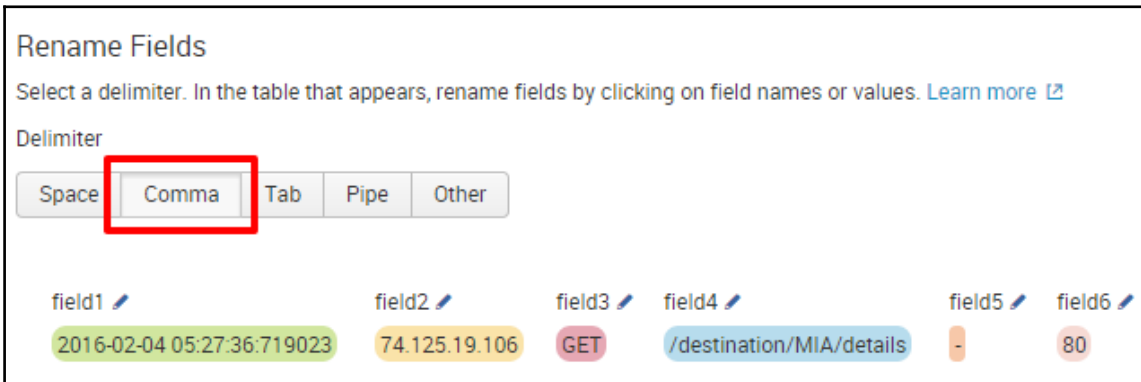 Rename Fields
Select a delimiter. In the table that appears, rename fields by clicking on field names or values. Learn more
Delimiter
Space Comma Tab Pipe Other
field1 field2 field3 field4 field5 field6
2016-02-04 05:27:36:719023 74.125.19.106 GET /destination/MIA/details - 80